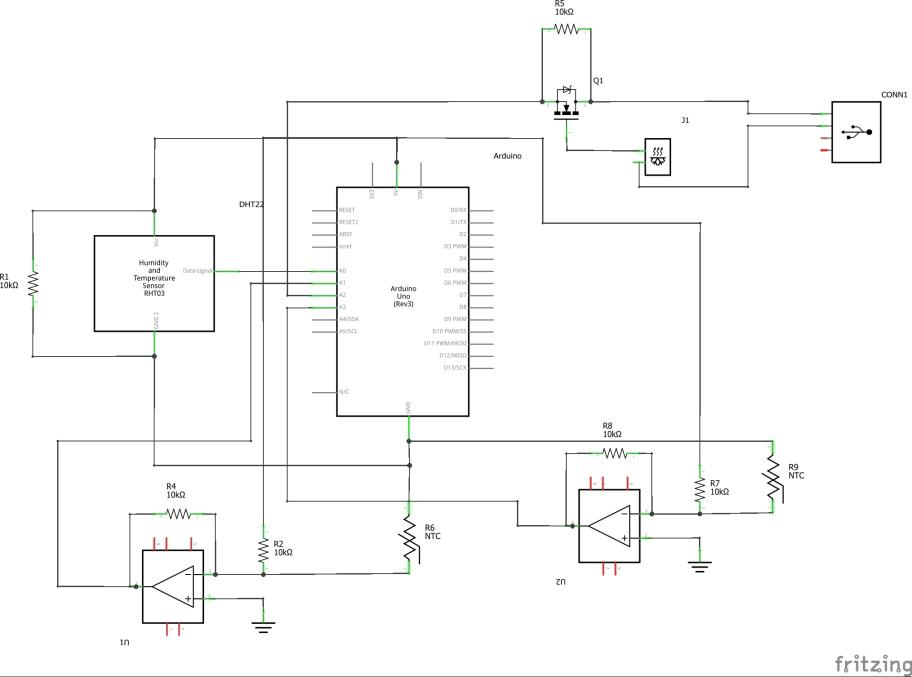 R5
10kΩ
Q1
CONN1
J1
Arduino
3V3
5V
VIN
DHT22
RESET
RESET2
AREF
ioref
A0
A1
A2
A3
A4/SDA
A5/SCL
N/C
D0/RX
D1/TX
D2
D3 PWM
D4
D5 PWM
D6 PWM
D7
D8
D9 PWM
D10 PWM/SS
D11 PWM/MOSI
D12/MISO
D13/SCK
GND
Arduino
Uno
(Rev3)
Vcc
Humidity
and
Temperature
Sensor
RHT03
Data-signal
GND 2
R1
10kΩ
R8
10kΩ
R7
10kΩ
R9
NTC
R4
10kΩ
R2
10kΩ
R6
NTC
U2
U1
fritzing